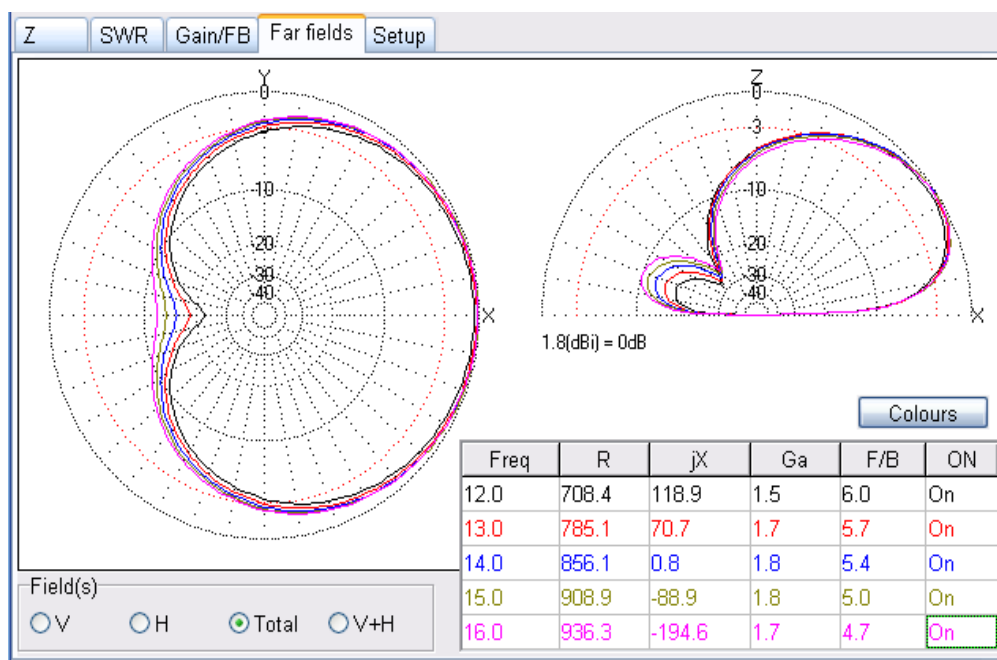 Z SWR Gain/FB Far fields Setup
Y
0
-10
-20
-30
-40
X
Z
0
3
-10
-20
-30
-40
X
1.8(dBi) = 0dB
Colours
Freq R jX Ga F/B ON
12.0 708.4 118.9 1.5 6.0 On
13.0 785.1 70.7 1.7 5.7 On
14.0 856.1 0.8 1.8 5.4 On
15.0 908.9 -88.9 1.8 5.0 On
16.0 936.3 -194.6 1.7 4.7 On
Field(s)
V H Total V+H